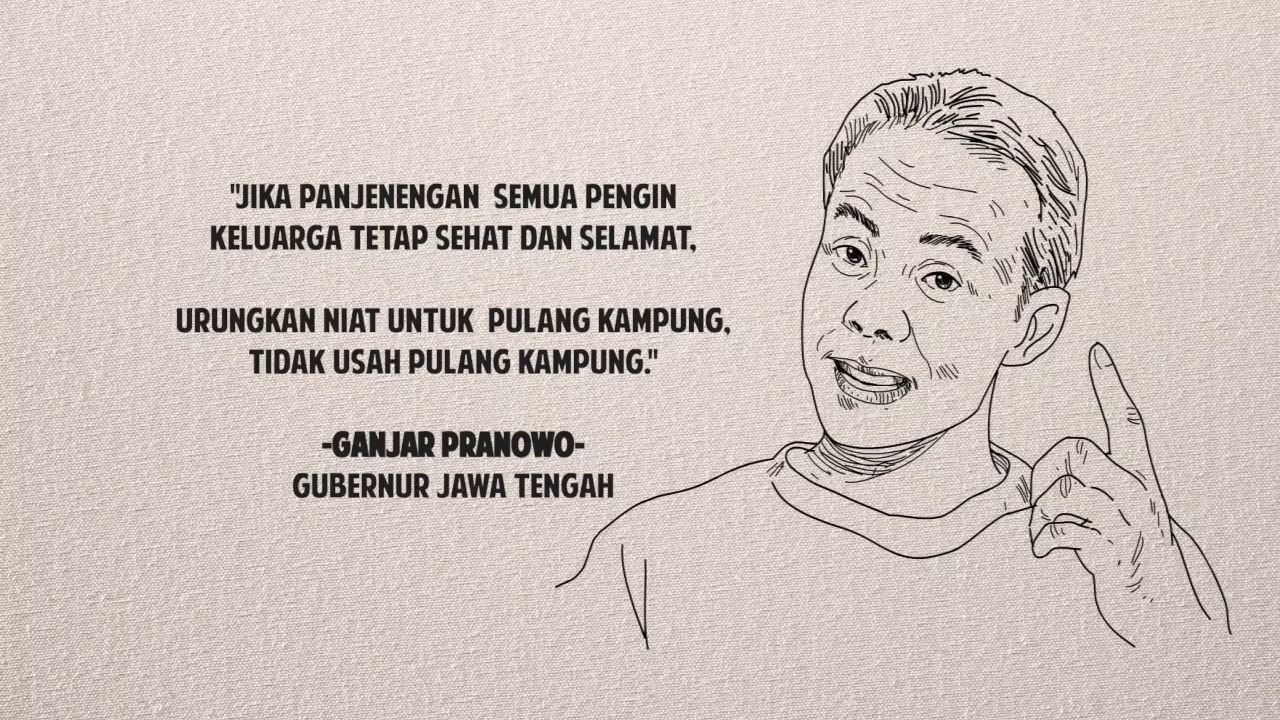 "JIKA PANJENENGAN SEMUA PENGIN
KELUARGA TETAP SEHAT DAN SELAMAT,
URUNGKAN NIAT UNTUK PULANG KAMPUNG,
TIDAK USAH PULANG KAMPUNG."
-GANJAR PRANOWO-
GUBERNUR JAWA TENGAH